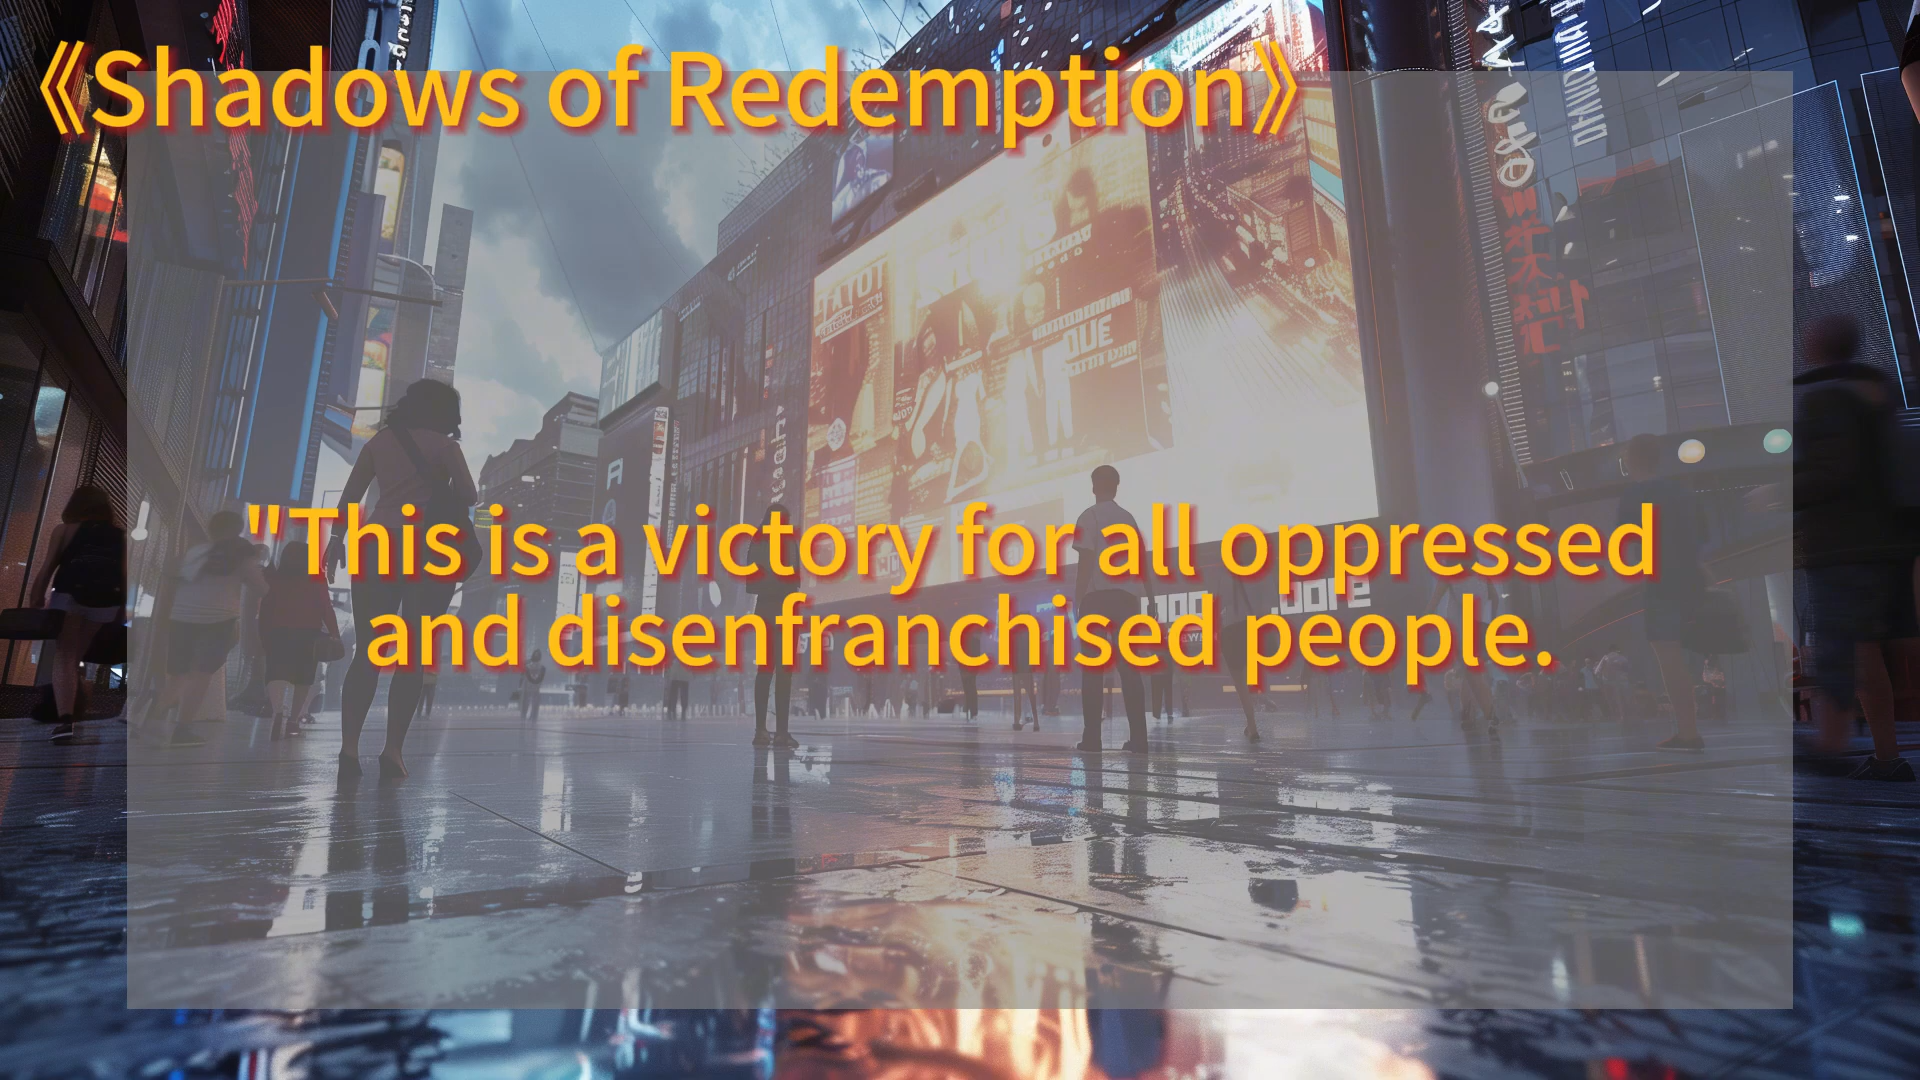 《Shadows of Redemption》
"This is a victory for all oppressed
and disenfranchised people.